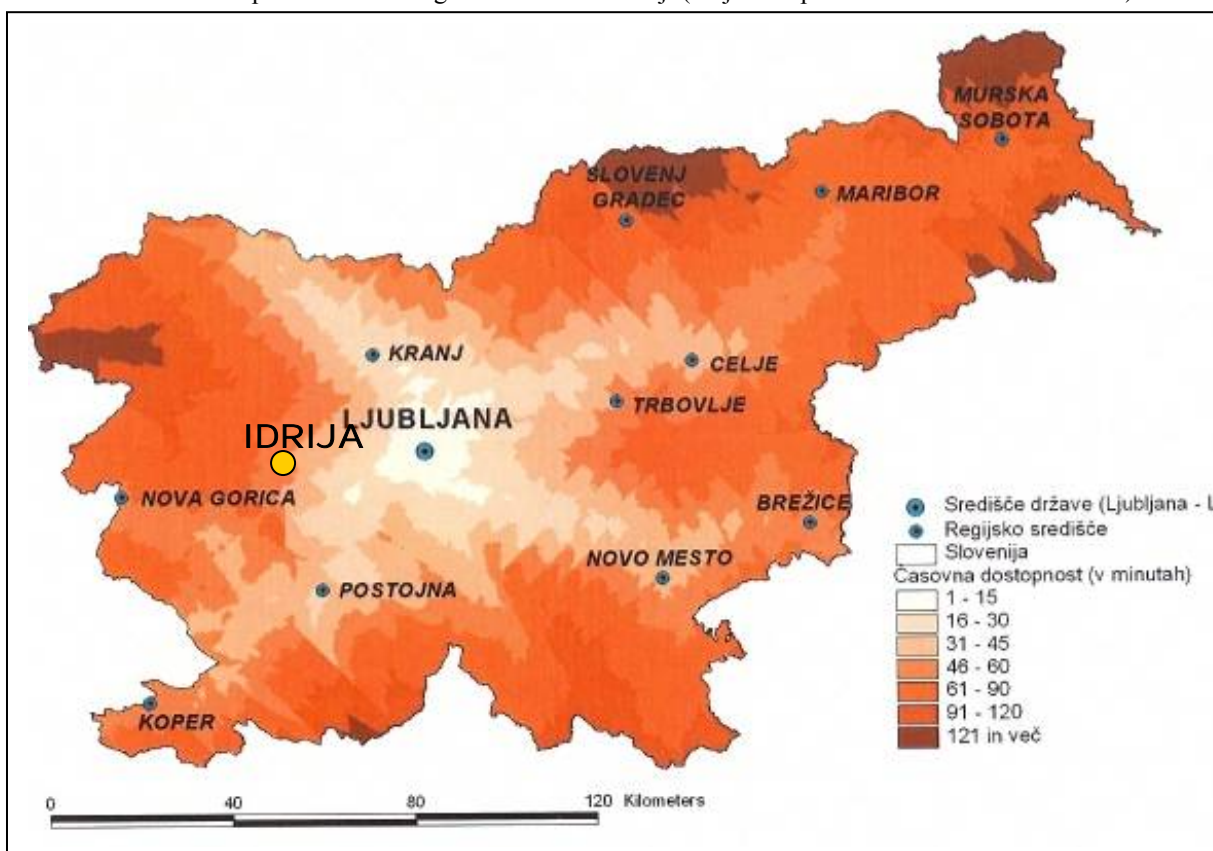 MURSKA
SOBOTA
SLOVENJ
GRADEC
MARIBOR
KRANJ
CELJE
TRBOVLJE
LJUBLJANA
IDRIJA
NOVA GORICA
BREŽICE
NOVO MESTO
POSTOJNA
KOPER
Središče države (Ljubljana - L
Regijsko središče
Slovenija
Časovna dostopnost (v minutah)
1 - 15
16 - 30
31 - 45
46 - 60
61 - 90
91 - 120
121 in več
0 40 80 120 Kilometers